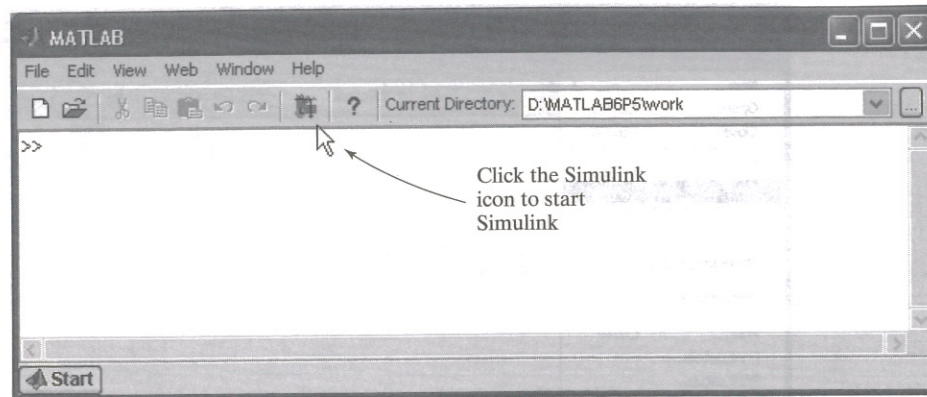 MATLAB
File Edit View Web Window Help
? Current Directory: D:\MATLAB6P5\work ...
>>
Click the Simulink
icon to start
Simulink
Start